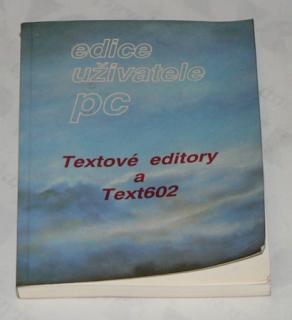 edice
uživatele
pc
Textové editory
a
Text602